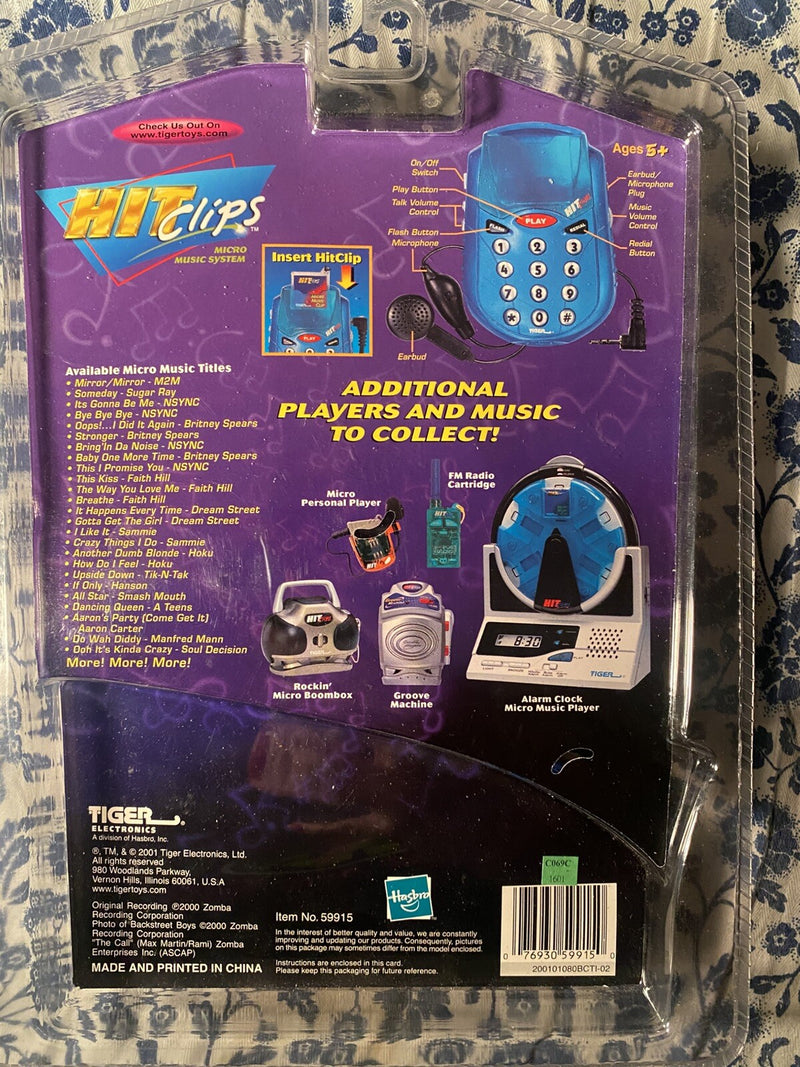 Check Us Out On
www.tigertoys.com
HIT Clips™
MICRO
MUSIC SYSTEM
Insert HitClip
Ages 5+
On/Off
Switch
Play Button
Talk Volume
Control
Flash Button
Microphone
Earbud
Earbud/
Microphone
Plug
Music
Volume
Control
Redial
Button
PLAY
FLASH
REDIAL
1 2 3
4 5 6
7 8 9
* 0 #
TIGER
Available Micro Music Titles
• Mirror/Mirror - M2M
• Someday - Sugar Ray
• Its Gonna Be Me - NSYNC
• Bye Bye Bye - NSYNC
• Oops!...I Did It Again - Britney Spears
• Stronger - Britney Spears
• Bring'In Da Noise - NSYNC
• Baby One More Time - Britney Spears
• This I Promise You - NSYNC
• This Kiss - Faith Hill
• The Way You Love Me - Faith Hill
• Breathe - Faith Hill
• It Happens Every Time - Dream Street
• Gotta Get The Girl - Dream Street
• I Like It - Sammie
• Crazy Things I Do - Sammie
• Another Dumb Blonde - Hoku
• How Do I Feel - Hoku
• Upside Down - Tik-N-Tak
• If Only - Hanson
• All Star - Smash Mouth
• Dancing Queen - A Teens
• Aaron's Party (Come Get It)
Aaron Carter
• Do Wah Diddy - Manfred Mann
• Ooh It's Kinda Crazy - Soul Decision
More! More! More!
ADDITIONAL
PLAYERS AND MUSIC
TO COLLECT!
Micro
Personal Player
FM Radio
Cartridge
HIT
Rockin'
Micro Boombox
Groove
Machine
8:30
TIGER
Alarm Clock
Micro Music Player
TIGER®
ELECTRONICS
A division of Hasbro, Inc.
®, TM, & © 2001 Tiger Electronics, Ltd.
All rights reserved
980 Woodlands Parkway,
Vernon Hills, Illinois 60061, U.S.A
www.tigertoys.com
Original Recording ℗2000 Zomba
Recording Corporation
Photo of Backstreet Boys ©2000 Zomba
Recording Corporation
"The Call" (Max Martin/Rami) Zomba
Enterprises Inc. (ASCAP)
MADE AND PRINTED IN CHINA
Hasbro
Item No. 59915
In the interest of better quality and value, we are constantly
improving and updating our products. Consequently, pictures
on this package may sometimes differ from the model enclosed.
Instructions are enclosed in this card.
Please keep this packaging for future reference.
C069C
1601
0 76930 59915 0
200101080BCTI-02